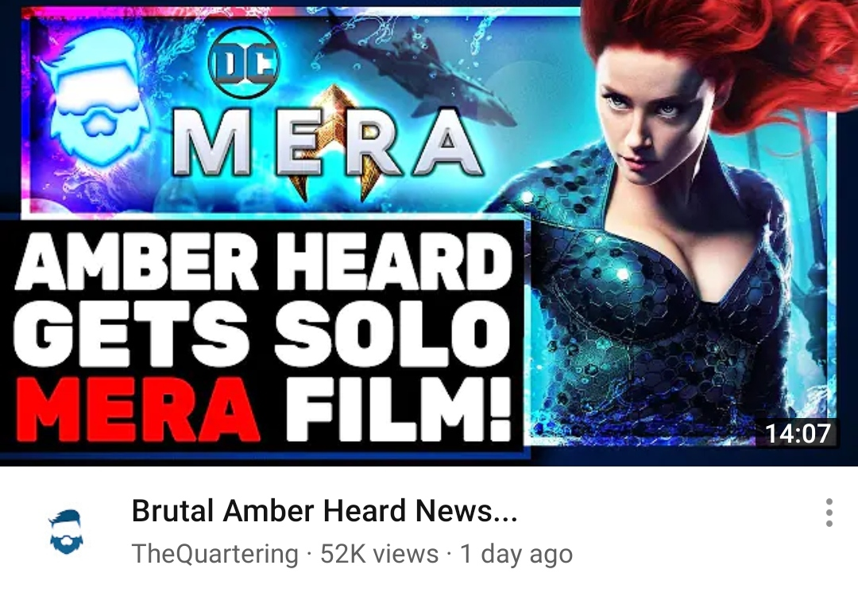 DC
MERA
AMBER HEARD
GETS SOLO
MERA FILM!
14:07
Brutal Amber Heard News...
TheQuartering · 52K views · 1 day ago